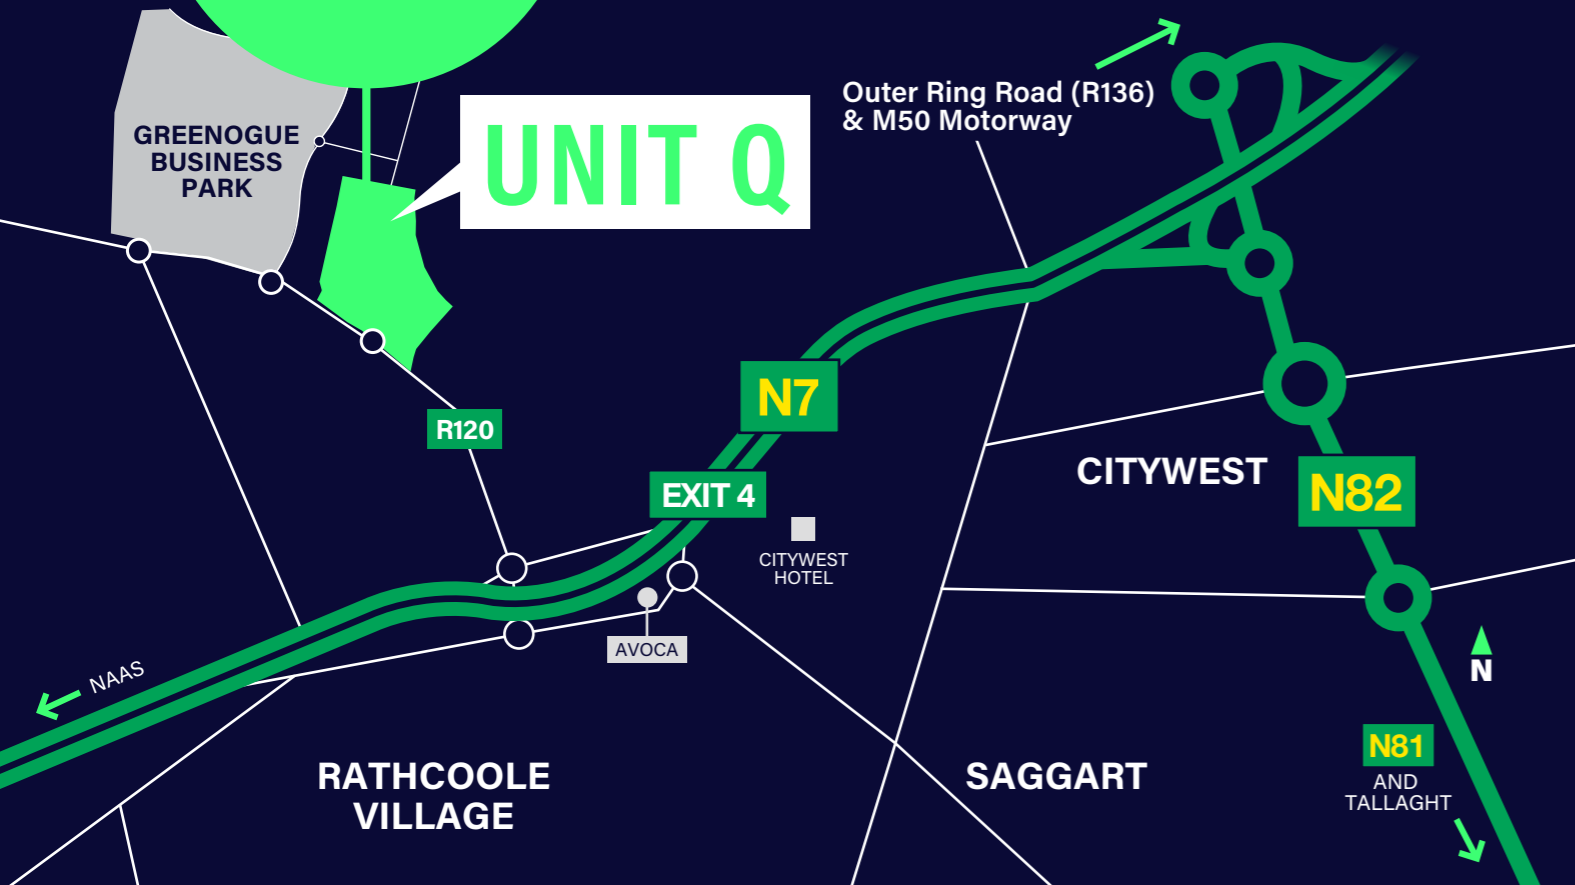 GREENOGUE
BUSINESS
PARK
UNIT Q
Outer Ring Road (R136)
& M50 Motorway
N7
R120
EXIT 4
CITYWEST
N82
CITYWEST
HOTEL
AVOCA
NAAS
N
N81
AND
TALLAGHT
RATHCOOLE
VILLAGE
SAGGART